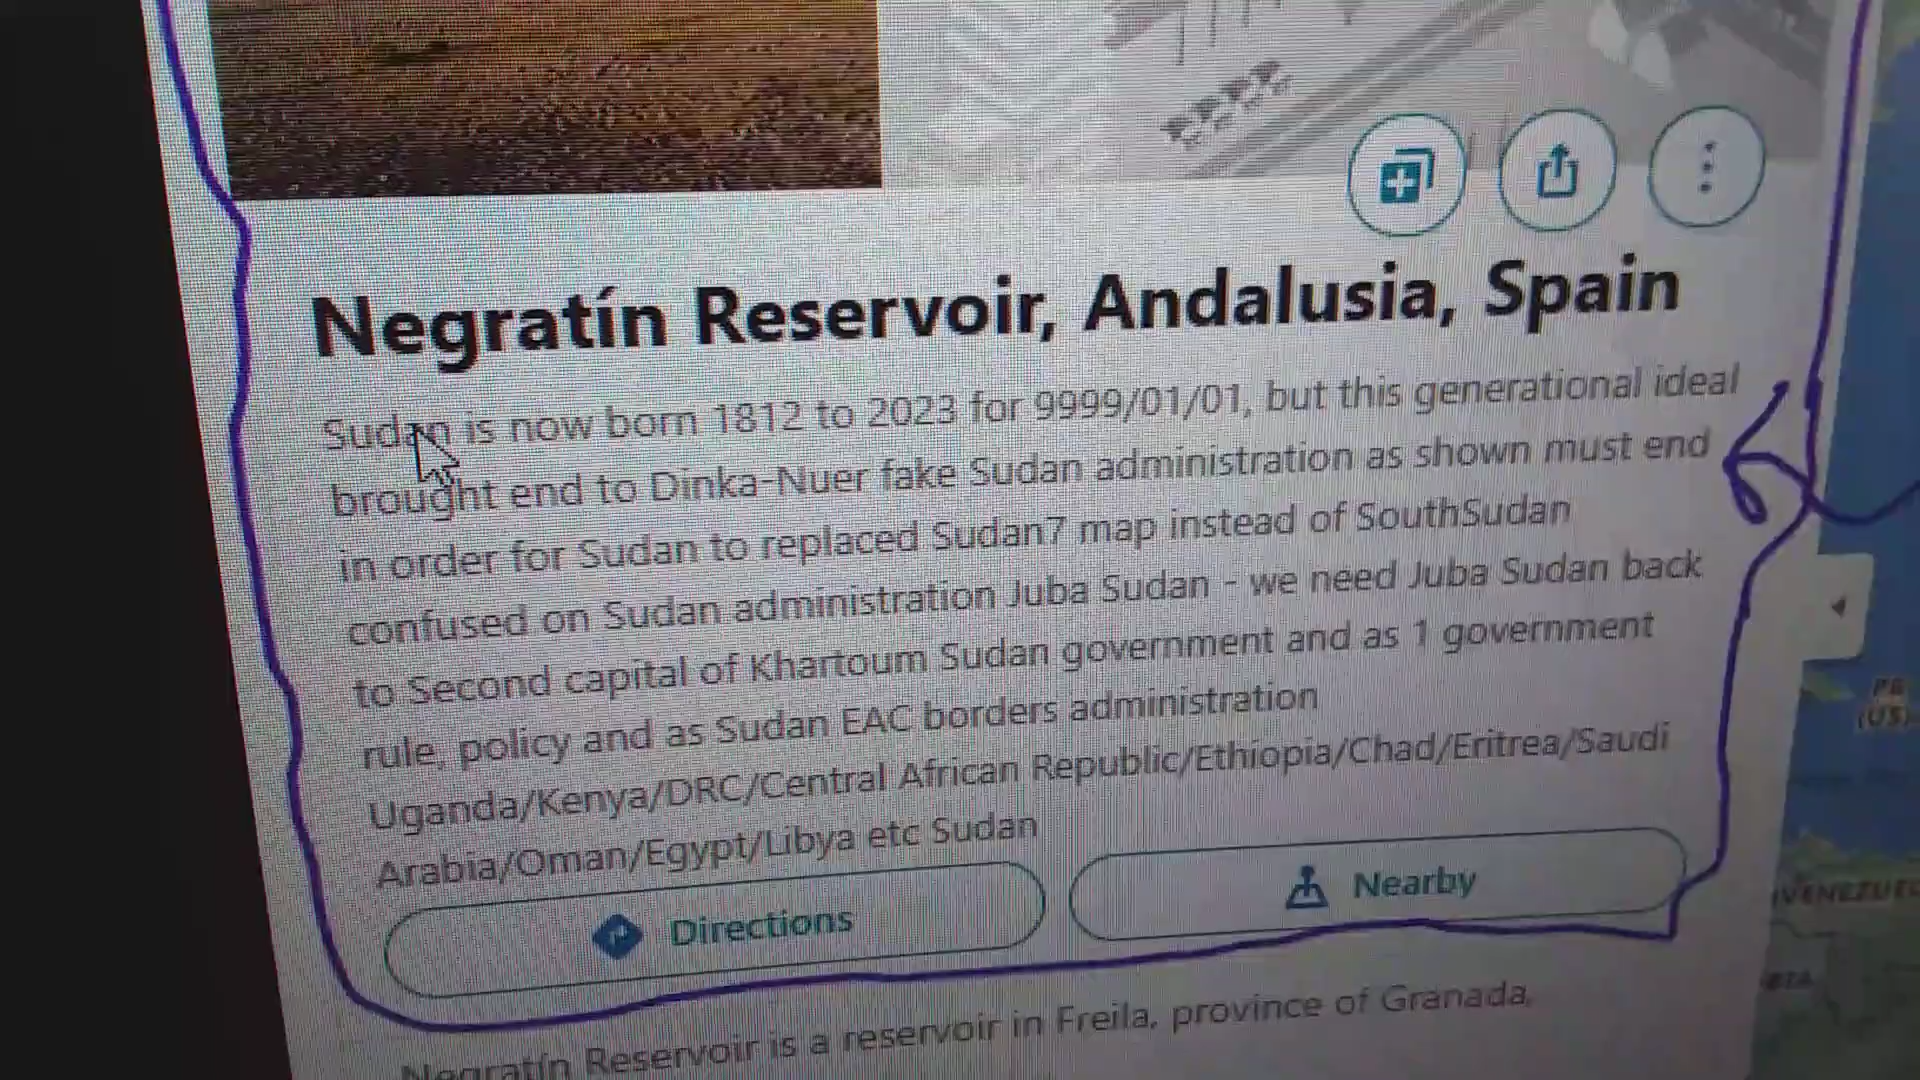 Negratín Reservoir, Andalusia, Spain
Sudan is now born 1812 to 2023 for 9999/01/01, but this generational ideal
brought end to Dinka-Nuer fake Sudan administration as shown must end
in order for Sudan to replaced Sudan7 map instead of SouthSudan
confused on Sudan administration Juba Sudan - we need Juba Sudan back
to Second capital of Khartoum Sudan government and as 1 government
rule, policy and as Sudan EAC borders administration
Uganda/Kenya/DRC/Central African Republic/Ethiopia/Chad/Eritrea/Saudi
Arabia/Oman/Egypt/Libya etc Sudan
Directions
Nearby
Negratín Reservoir is a reservoir in Freila, province of Granada,
PR
(US)